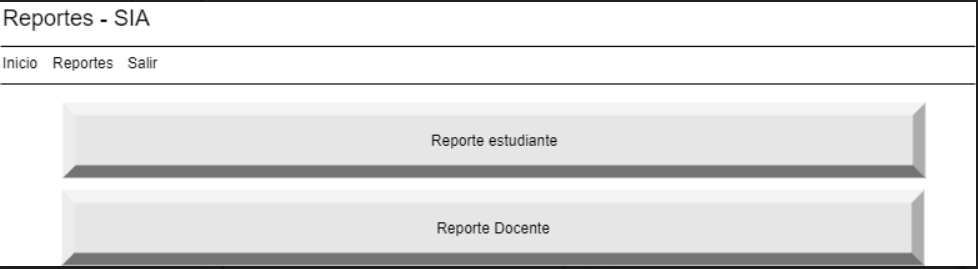 Reportes - SIA
Inicio Reportes Salir
Reporte estudiante
Reporte Docente